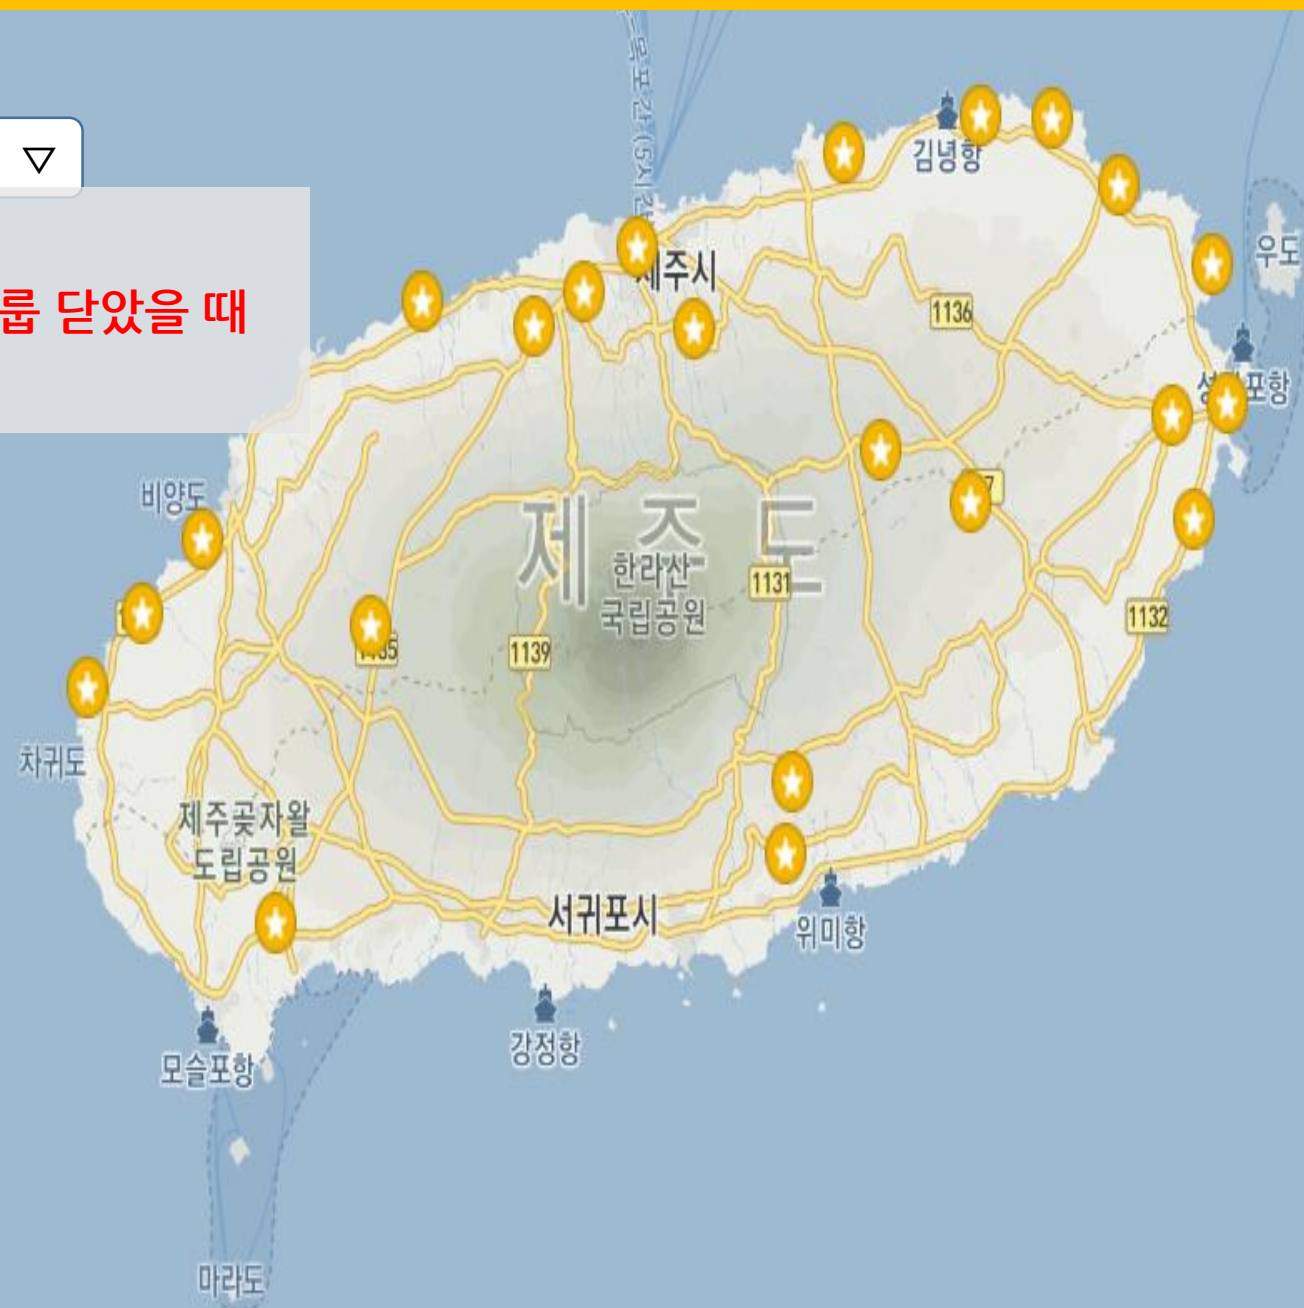 ▽
룹 닫았을 때
김녕항
우도
제주시
1136
비양도
제 주 도
한라산
국립공원
1131
1139
1132
차귀도
제주곶자왈
도립공원
서귀포시
위미항
강정항
모슬포항
마라도